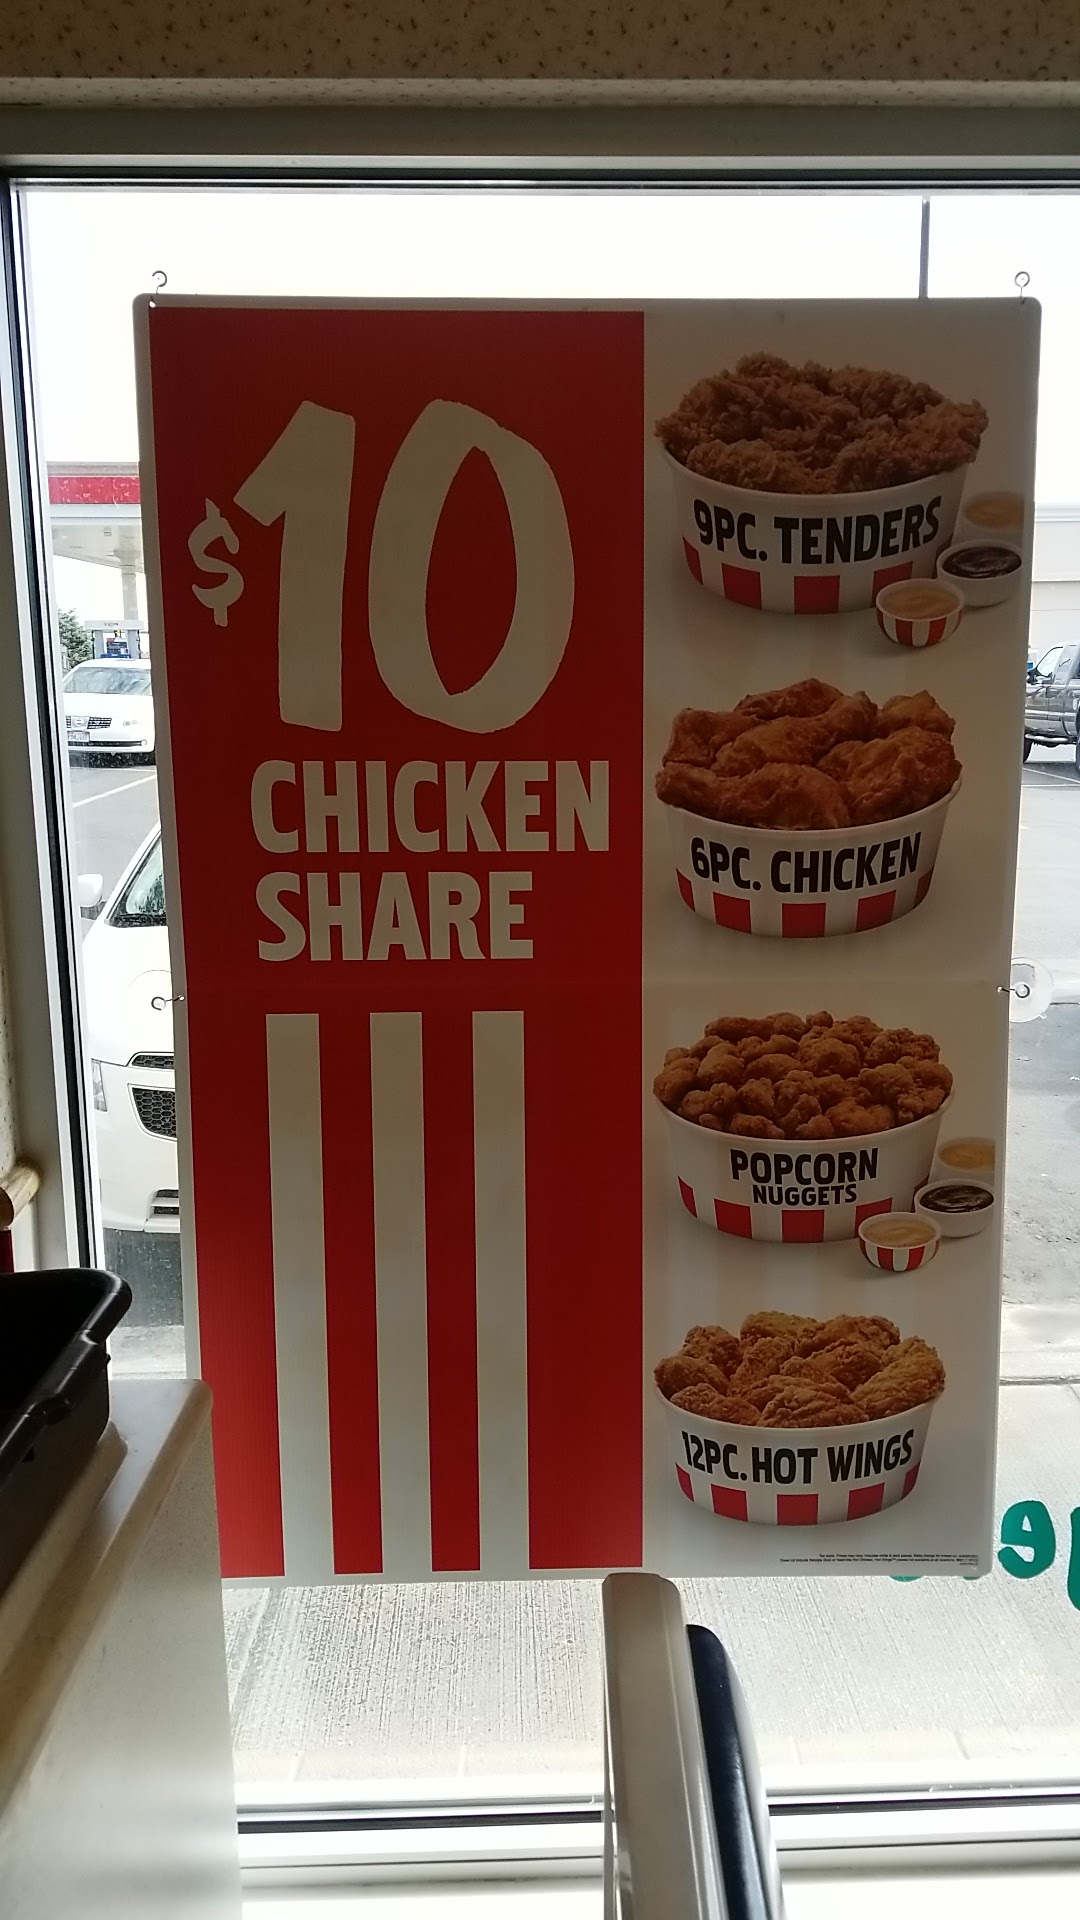 $10
CHICKEN
SHARE
9PC. TENDERS
6PC. CHICKEN
POPCORN
NUGGETS
12PC. HOT WINGS